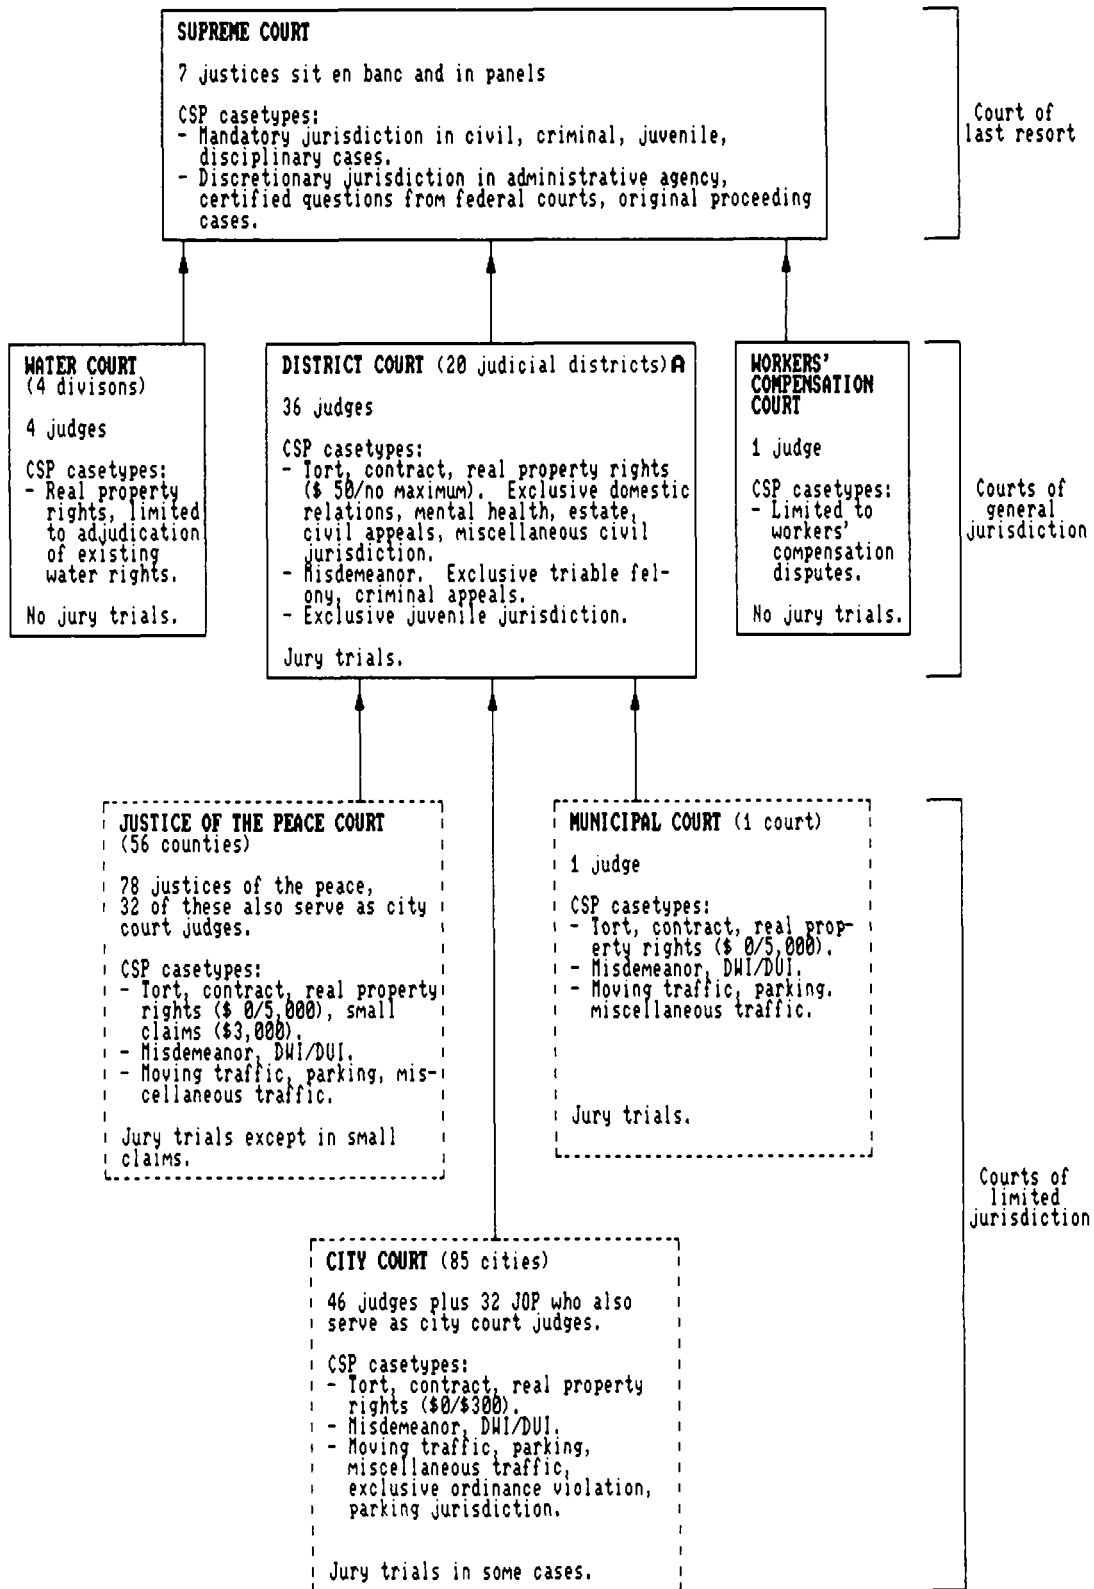 SUPREME COURT
7 justices sit en banc and in panels
CSP casetypes:
- Mandatory jurisdiction in civil, criminal, juvenile,
disciplinary cases.
- Discretionary jurisdiction in administrative agency,
certified questions from federal courts, original proceeding
cases.
Court of
last resort
WATER COURT
(4 divisons)
4 judges
CSP casetypes:
- Real property
rights, limited
to adjudication
of existing
water rights.
No jury trials.
DISTRICT COURT (20 judicial districts) A
36 judges
CSP casetypes:
- Tort, contract, real property rights
($ 50/no maximum). Exclusive domestic
relations, mental health, estate,
civil appeals, miscellaneous civil
jurisdiction.
- Misdemeanor. Exclusive triable fel-
ony, criminal appeals.
- Exclusive juvenile jurisdiction.
Jury trials.
WORKERS'
COMPENSATION
COURT
1 judge
CSP casetypes:
- Limited to
workers'
compensation
disputes.
No jury trials.
Courts of
general
jurisdiction
JUSTICE OF THE PEACE COURT
(56 counties)
78 justices of the peace,
32 of these also serve as city
court judges.
CSP casetypes:
- Tort, contract, real property
rights ($ 0/5,000), small
claims ($3,000).
- Misdemeanor, DWI/DUI.
- Moving traffic, parking, mis-
cellaneous traffic.
Jury trials except in small
claims.
MUNICIPAL COURT (1 court)
1 judge
CSP casetypes:
- Tort, contract, real prop-
erty rights ($ 0/5,000).
- Misdemeanor, DWI/DUI.
- Moving traffic, parking.
miscellaneous traffic.
Jury trials.
Courts of
limited
jurisdiction
CITY COURT (85 cities)
46 judges plus 32 JOP who also
serve as city court judges.
CSP casetypes:
- Tort, contract, real property
rights ($0/$300).
- Misdemeanor, DWI/DUI.
- Moving traffic, parking,
miscellaneous traffic,
exclusive ordinance violation,
parking jurisdiction.
Jury trials in some cases.